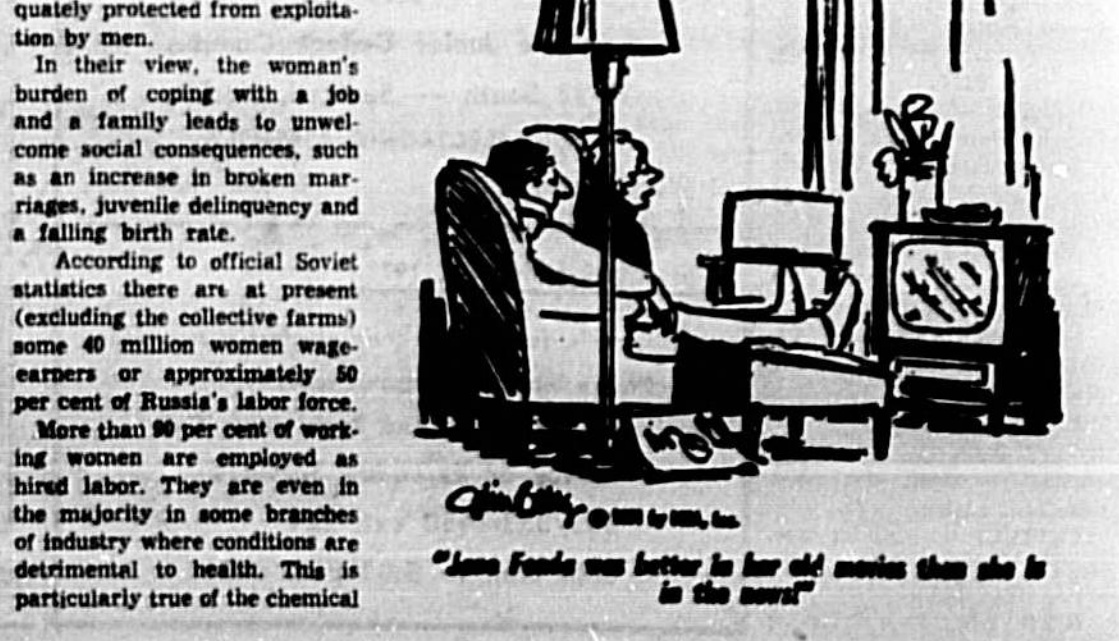 quately protected from exploita-
tion by men.
In their view, the woman's
burden of coping with a job
and a family leads to unwel-
come social consequences, such
as an increase in broken mar-
riages, juvenile delinquency and
a falling birth rate.
According to official Soviet
statistics there are at present
(excluding the collective farms)
some 40 million women wage-
earners or approximately 50
per cent of Russia's labor force.
More than 90 per cent of work-
ing women are employed as
hired labor. They are even in
the majority in some branches
of industry where conditions are
detrimental to health. This is
particularly true of the chemical
© by NEA, Inc.
"Jane Fonda was better in her old movies than she is
in the news!"